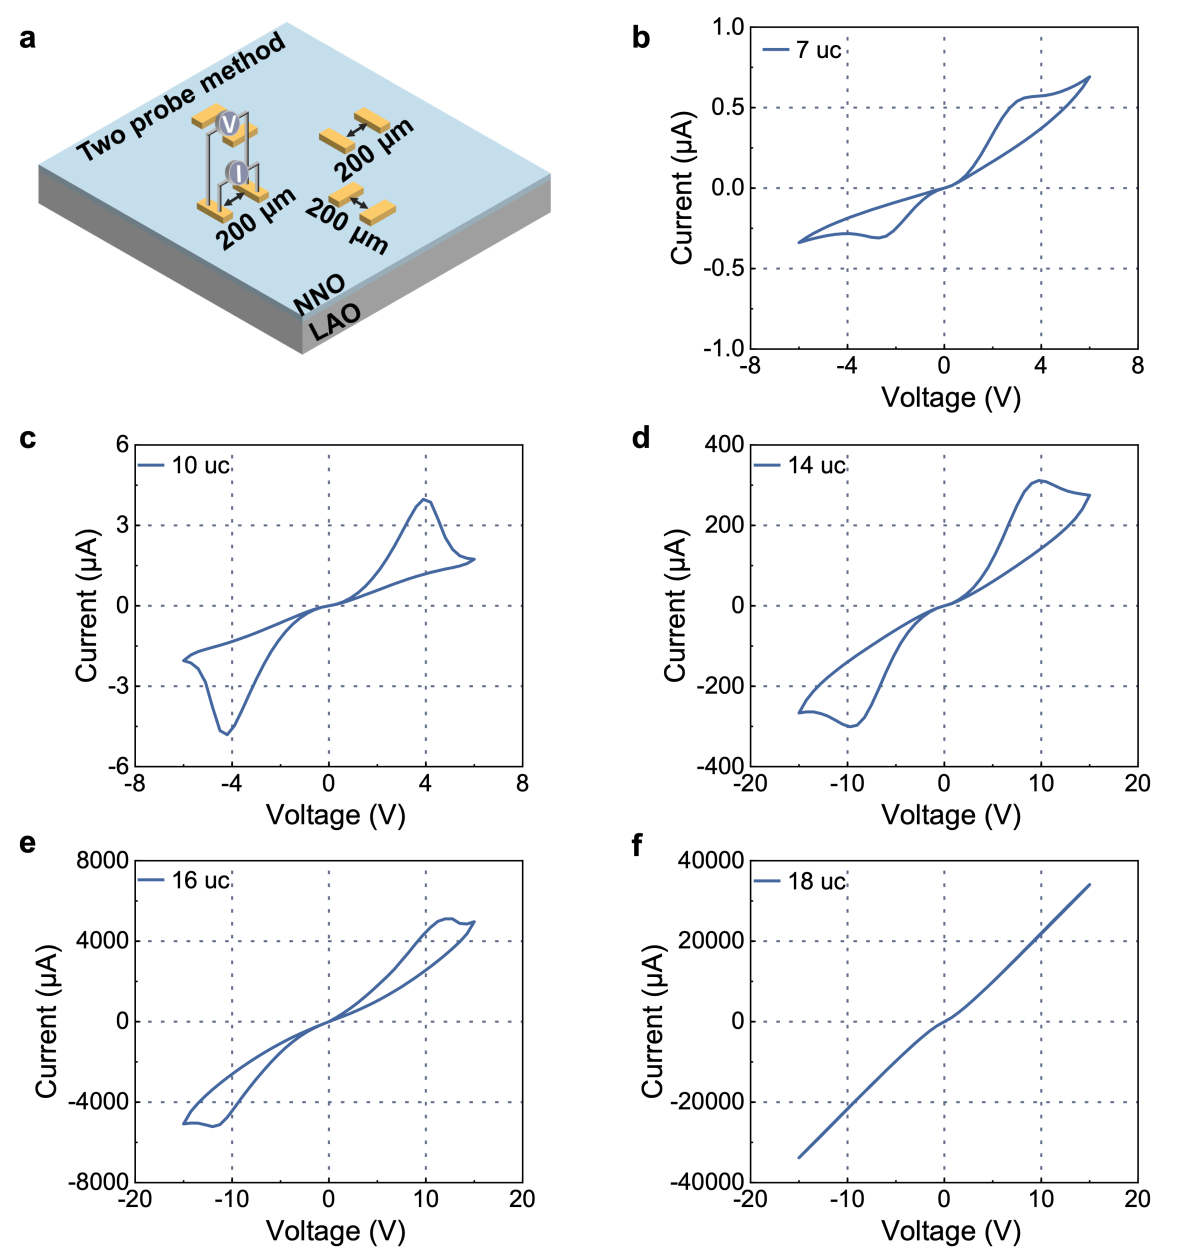 a
Two probe method
V
I
200 μm
200 μm
200 μm
NNO
LAO
b
7 uc
1.0
0.5
0.0
-0.5
-1.0
-8
-4
0
4
8
Current (μA)
Voltage (V)
c
10 uc
6
3
0
-3
-6
-8
-4
0
4
8
Current (μA)
Voltage (V)
d
14 uc
400
200
0
-200
-400
-20
-10
0
10
20
Current (μA)
Voltage (V)
e
16 uc
8000
4000
0
-4000
-8000
-20
-10
0
10
20
Current (μA)
Voltage (V)
f
18 uc
40000
20000
0
-20000
-40000
-20
-10
0
10
20
Current (μA)
Voltage (V)